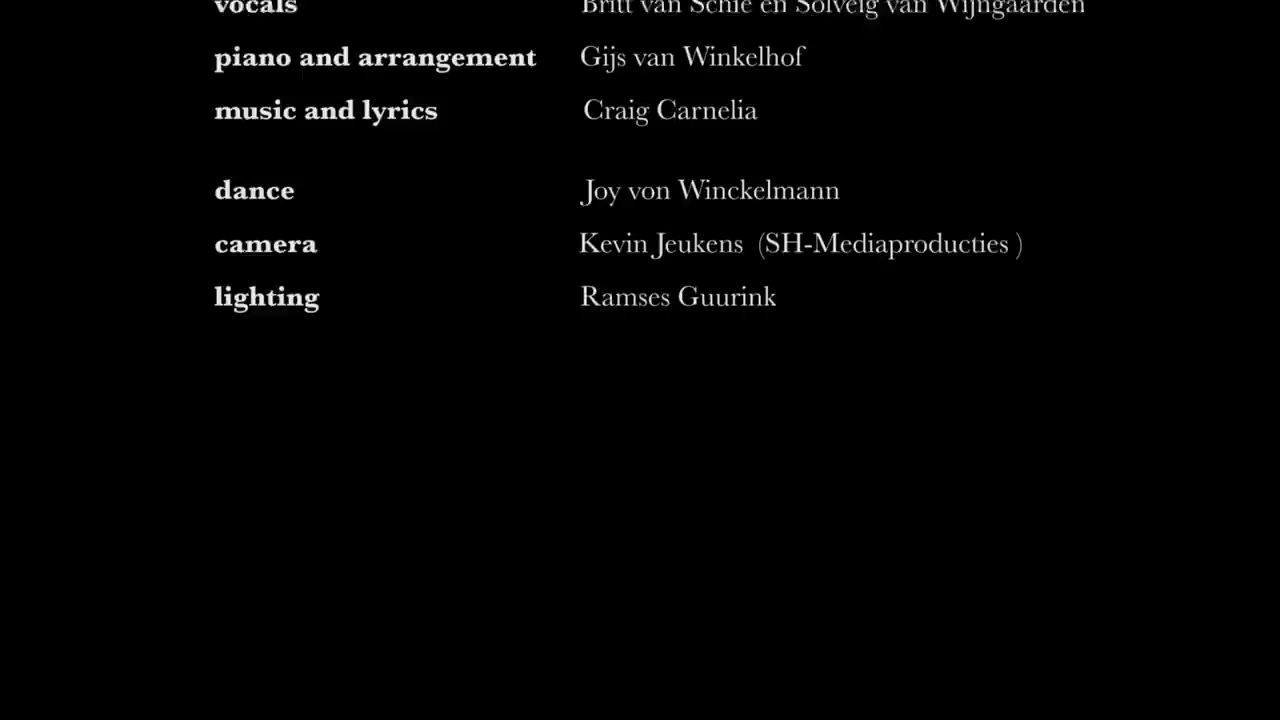 vocals Britt van Schie en Solveig van Wijngaarden
piano and arrangement Gijs van Winkelhof
music and lyrics Craig Carnelia
dance Joy von Winckelmann
camera Kevin Jeukens (SH-Mediaproducties )
lighting Ramses Guurink